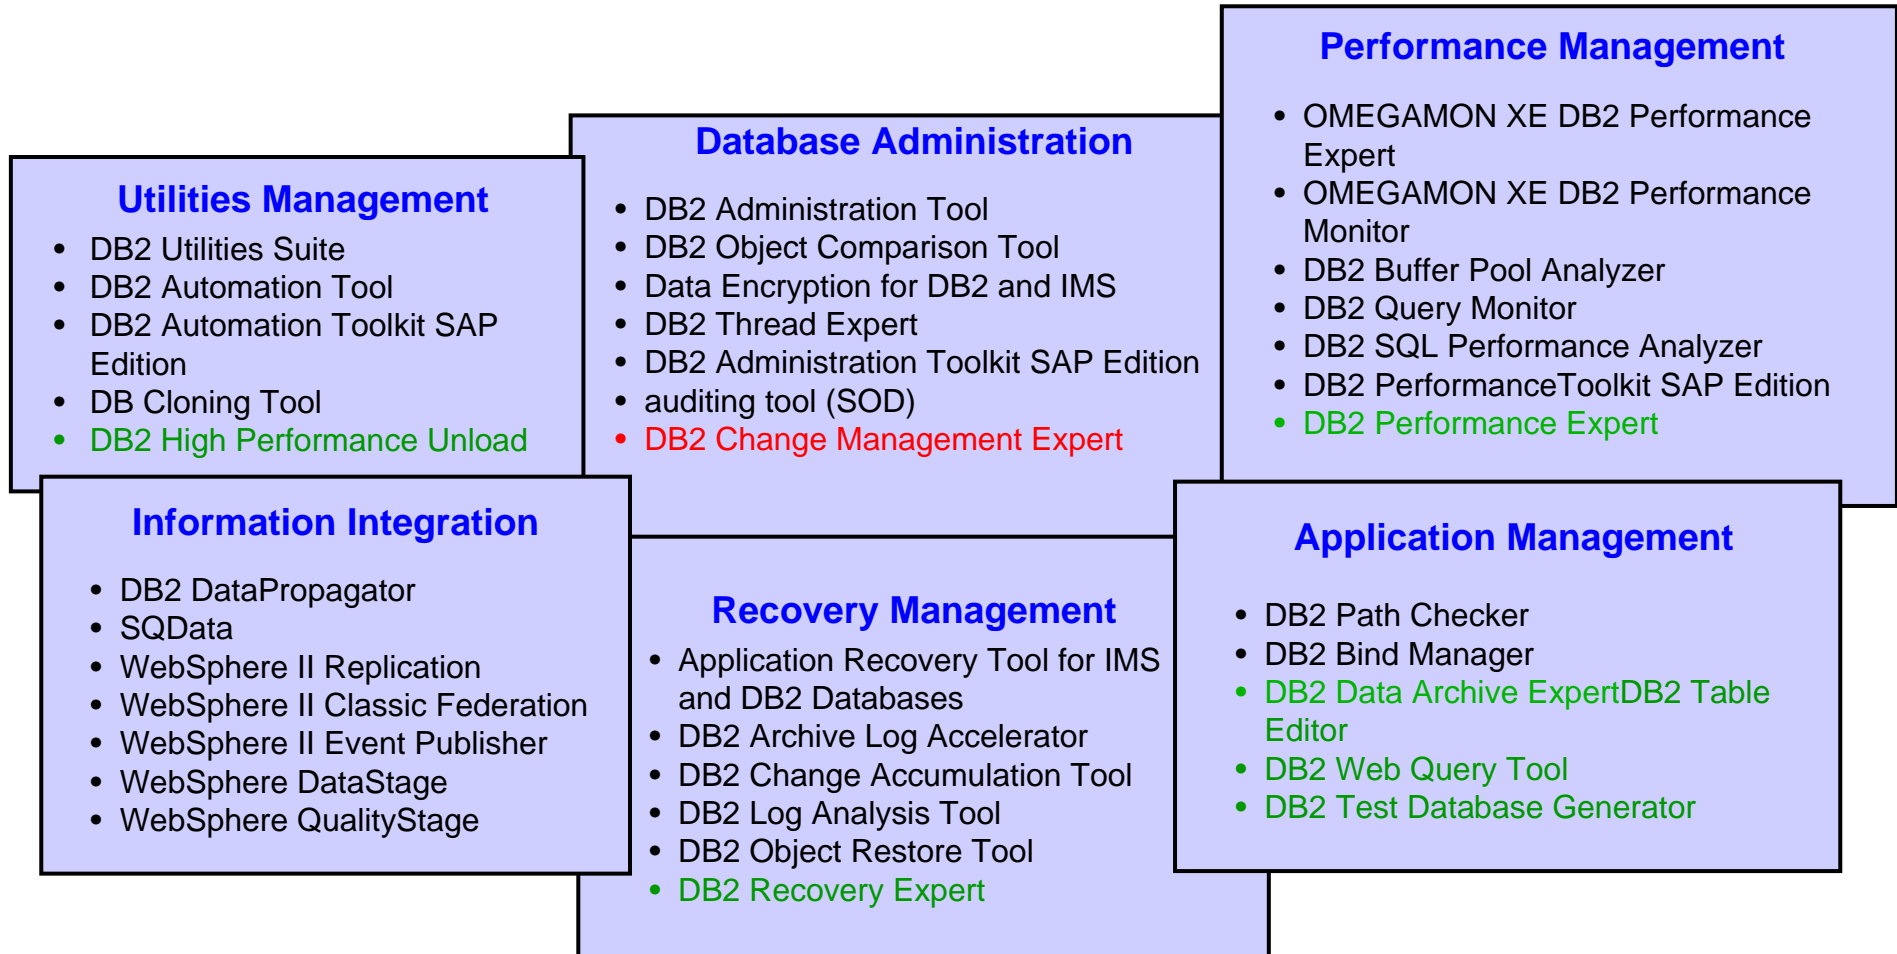 Performance Management
• OMEGAMON XE DB2 Performance
Expert
• OMEGAMON XE DB2 Performance
Monitor
• DB2 Buffer Pool Analyzer
• DB2 Query Monitor
• DB2 SQL Performance Analyzer
• DB2 PerformanceToolkit SAP Edition
• DB2 Performance Expert
Database Administration
• DB2 Administration Tool
• DB2 Object Comparison Tool
• Data Encryption for DB2 and IMS
• DB2 Thread Expert
• DB2 Administration Toolkit SAP Edition
• auditing tool (SOD)
• DB2 Change Management Expert
Utilities Management
• DB2 Utilities Suite
• DB2 Automation Tool
• DB2 Automation Toolkit SAP
Edition
• DB Cloning Tool
• DB2 High Performance Unload
Information Integration
• DB2 DataPropagator
• SQData
• WebSphere II Replication
• WebSphere II Classic Federation
• WebSphere II Event Publisher
• WebSphere DataStage
• WebSphere QualityStage
Recovery Management
• Application Recovery Tool for IMS
and DB2 Databases
• DB2 Archive Log Accelerator
• DB2 Change Accumulation Tool
• DB2 Log Analysis Tool
• DB2 Object Restore Tool
• DB2 Recovery Expert
Application Management
• DB2 Path Checker
• DB2 Bind Manager
• DB2 Data Archive ExpertDB2 Table
Editor
• DB2 Web Query Tool
• DB2 Test Database Generator